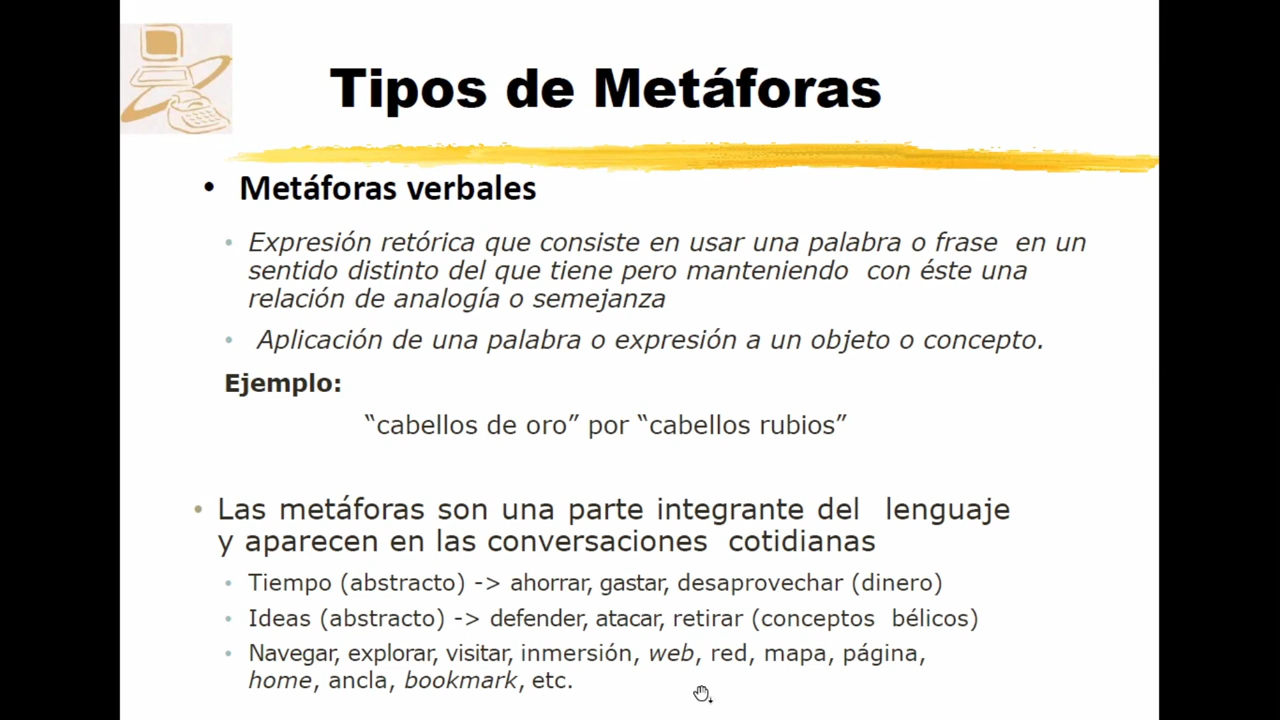 Tipos de Metáforas
• Metáforas verbales
• Expresión retórica que consiste en usar una palabra o frase en un
sentido distinto del que tiene pero manteniendo con éste una
relación de analogía o semejanza
• Aplicación de una palabra o expresión a un objeto o concepto.
Ejemplo:
“cabellos de oro” por “cabellos rubios”
• Las metáforas son una parte integrante del lenguaje
y aparecen en las conversaciones cotidianas
• Tiempo (abstracto) -> ahorrar, gastar, desaprovechar (dinero)
• Ideas (abstracto) -> defender, atacar, retirar (conceptos bélicos)
• Navegar, explorar, visitar, inmersión, web, red, mapa, página,
home, ancla, bookmark, etc.